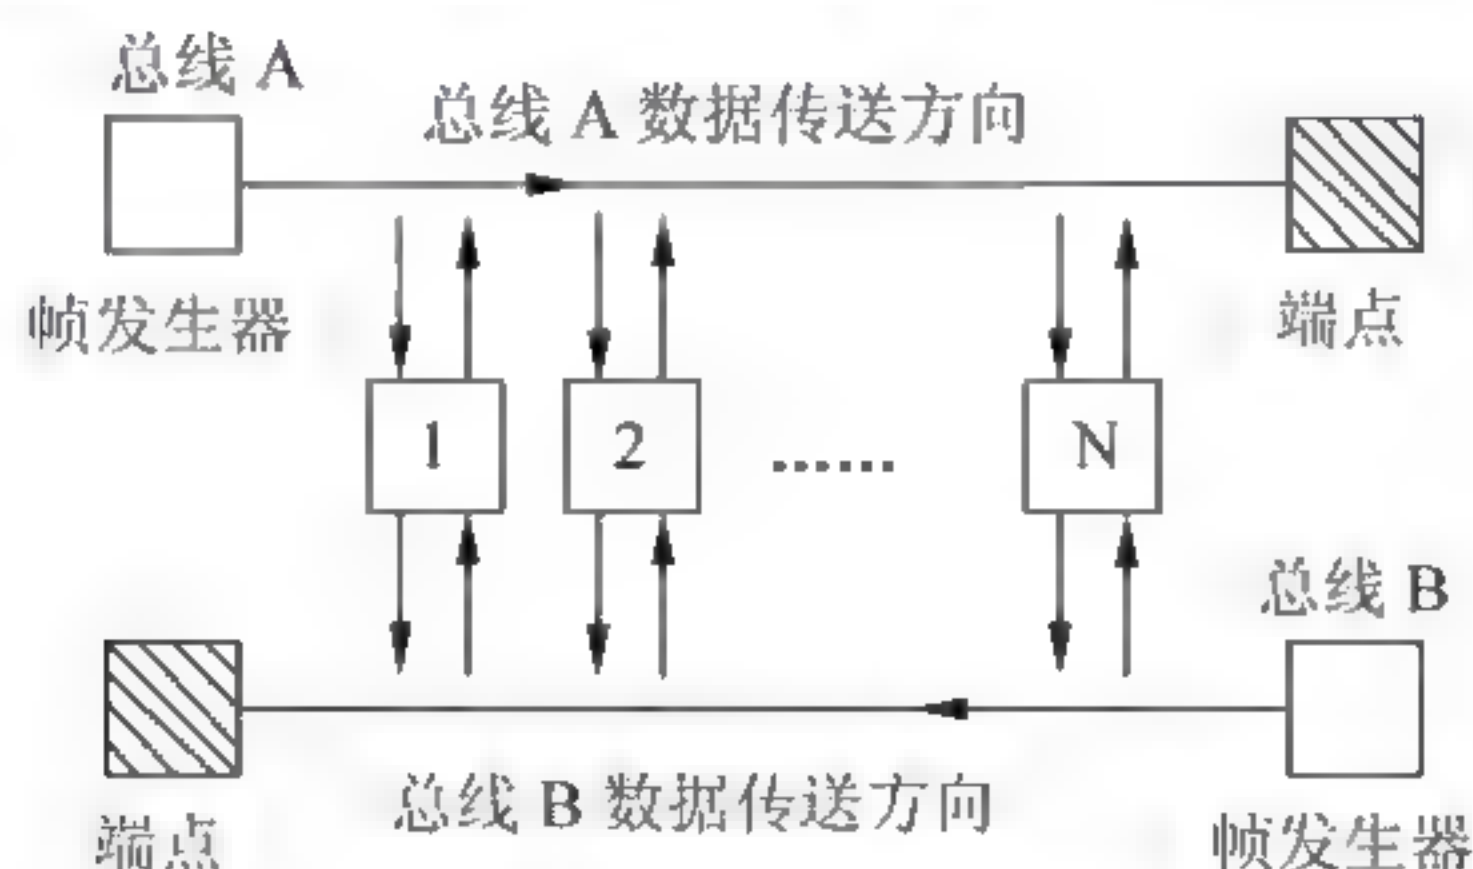 总线 A
总线 A 数据传送方向
帧发生器
端点
1
2
……
N
总线 B
总线 B 数据传送方向
端点
帧发生器